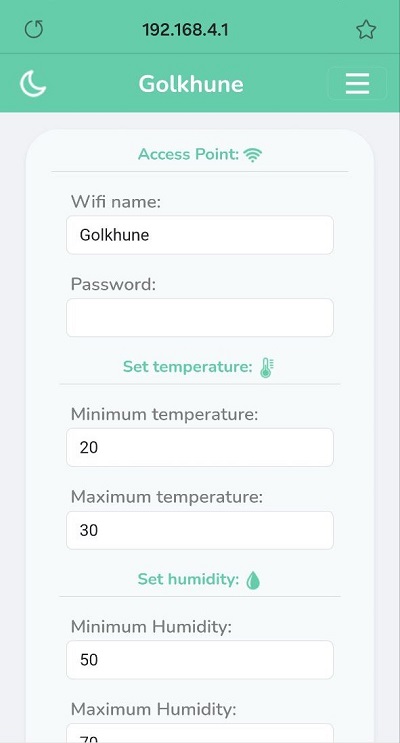 192.168.4.1
Golkhune
Access Point:
Wifi name:
Golkhune
Password:
Set temperature:
Minimum temperature:
20
Maximum temperature:
30
Set humidity:
Minimum Humidity:
50
Maximum Humidity:
70